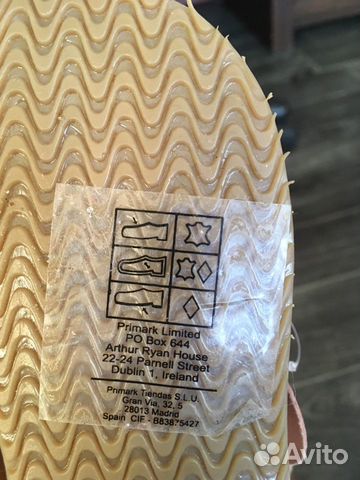 Primark Limited
PO Box 644
Arthur Ryan House
22-24 Parnell Street
Dublin 1, Ireland
Primark Tiendas S.L.U.
Gran Via, 32, 5
28013 Madrid
Spain CIF - B83875427
Avito